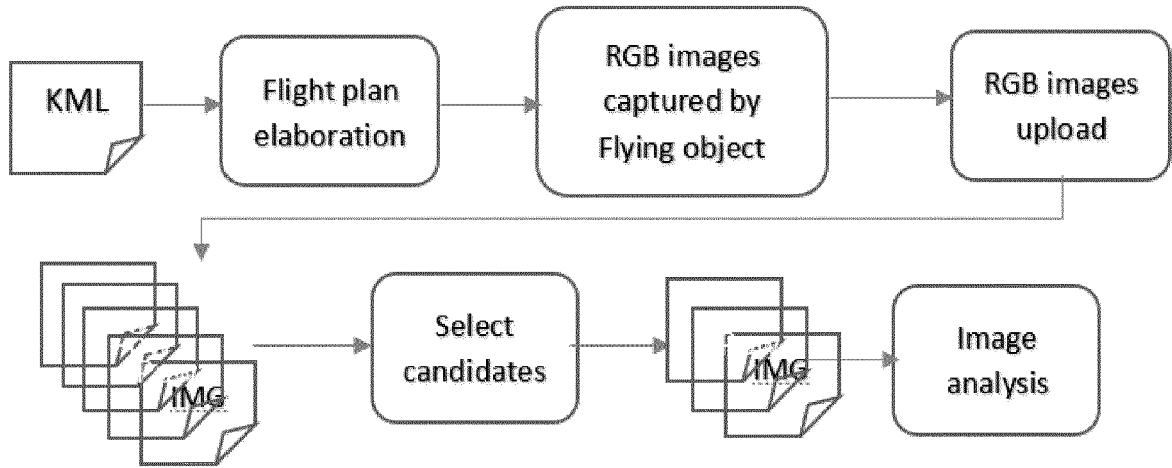 KML
Flight plan
elaboration
RGB images
captured by
Flying object
RGB images
upload
IMG
Select
candidates
IMG
Image
analysis